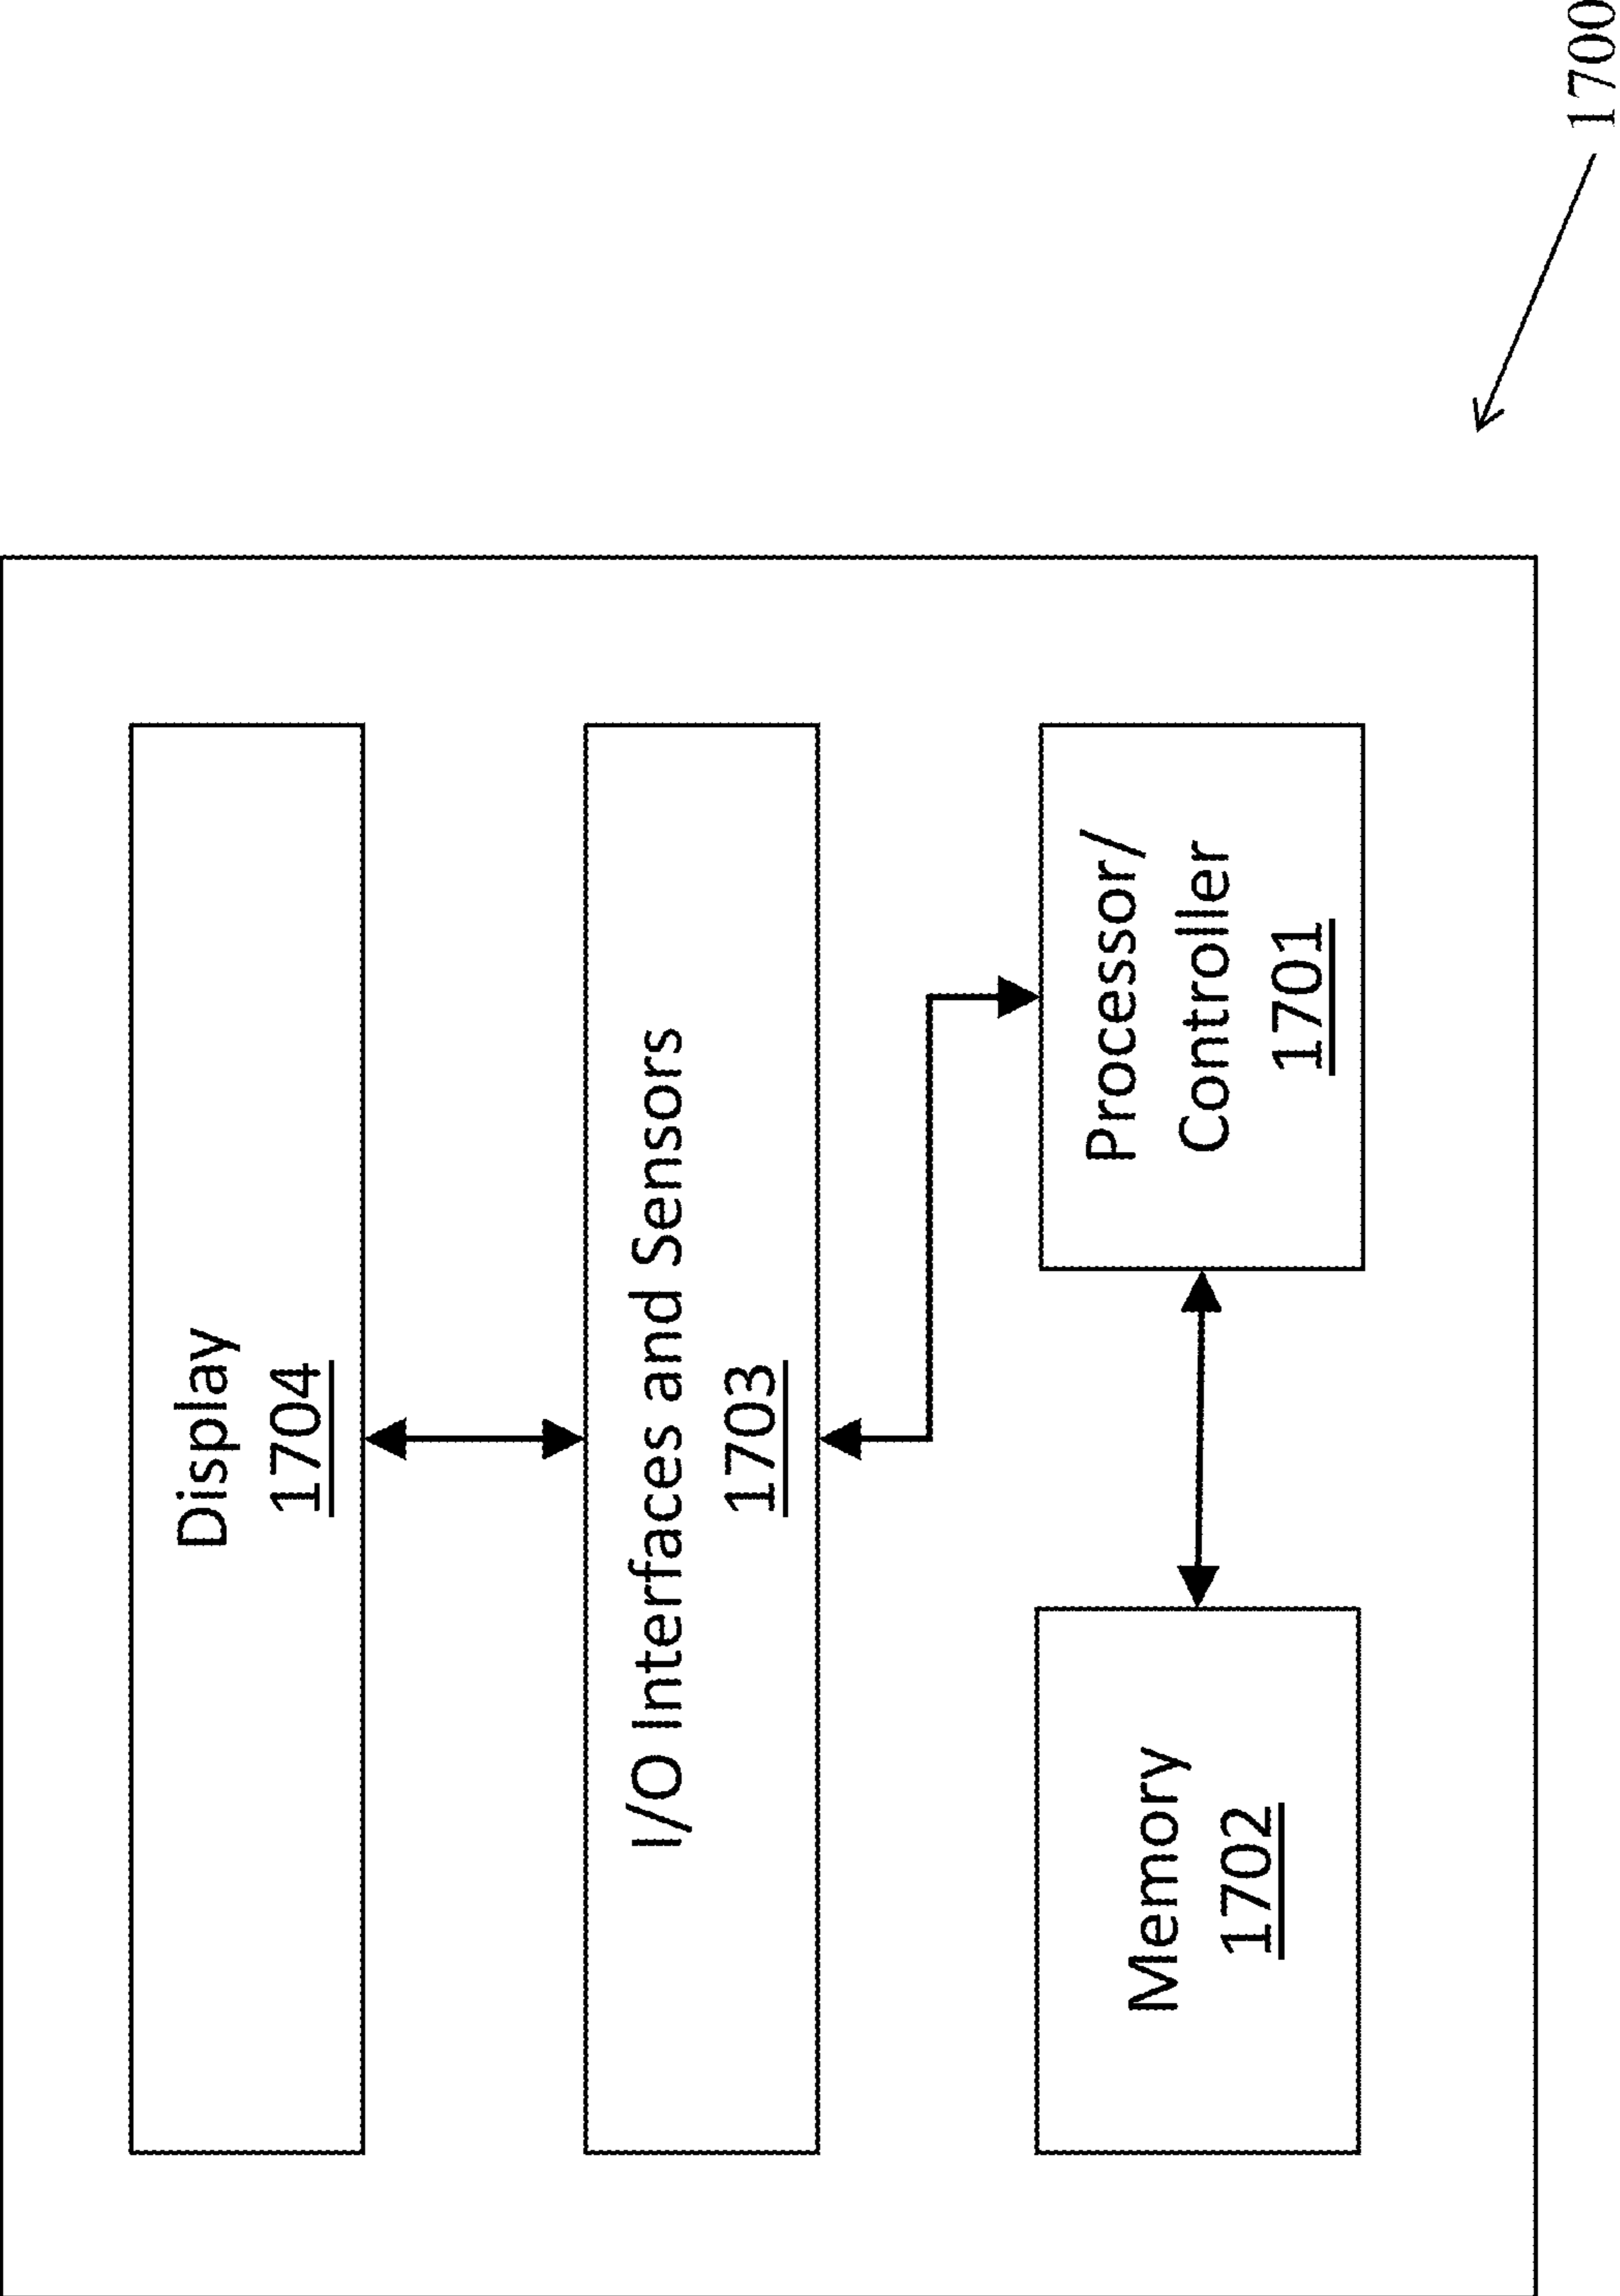 Display
1704
I/O Interfaces and Sensors
1703
Memory
1702
Processor/
Controller
1701
1700